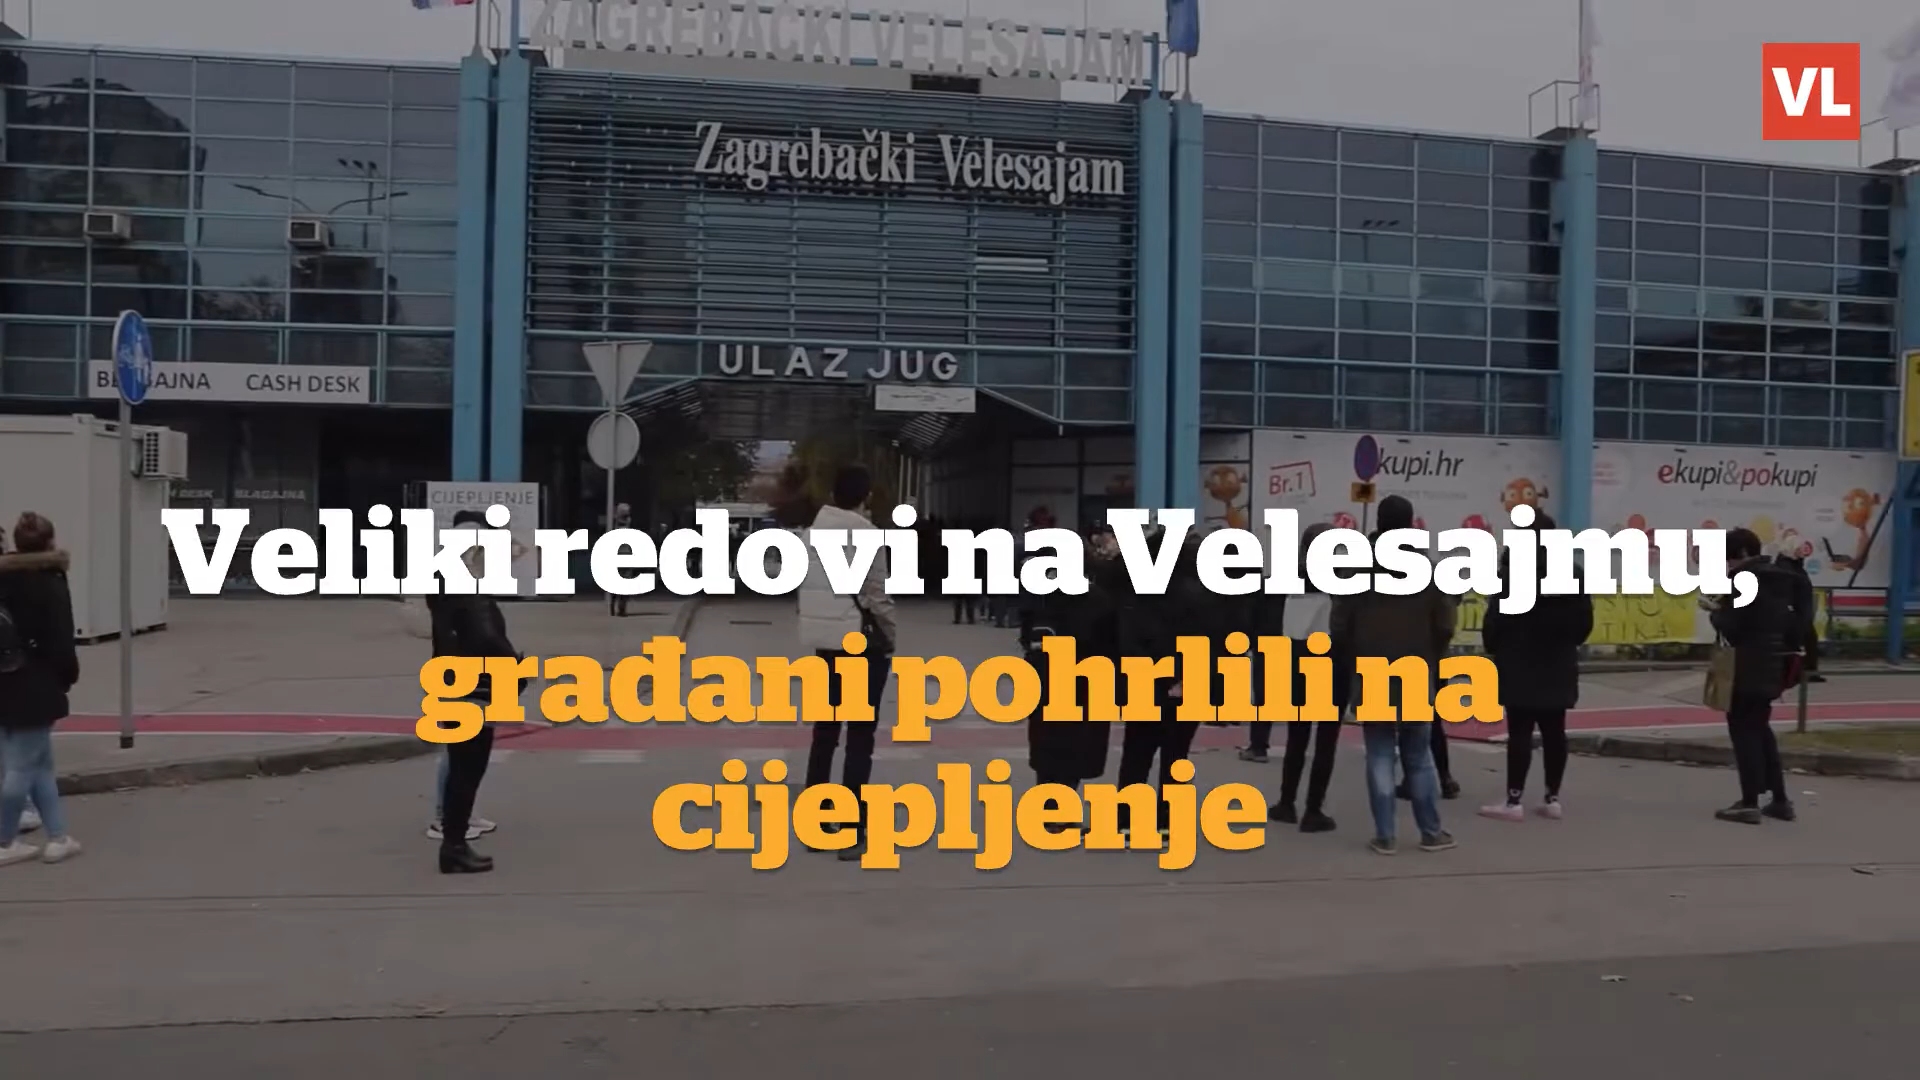 ZAGREBAČKI VELESAJAM
VL
Zagrebački Velesajam
ULAZ JUG
CASH DESK
BLAGAJNA
CIJEPLJENJE
Br.1
kupi.hr
ekupi&pokupi
Veliki redovi na Velesajmu,
građani pohrlili na
cijepljenje